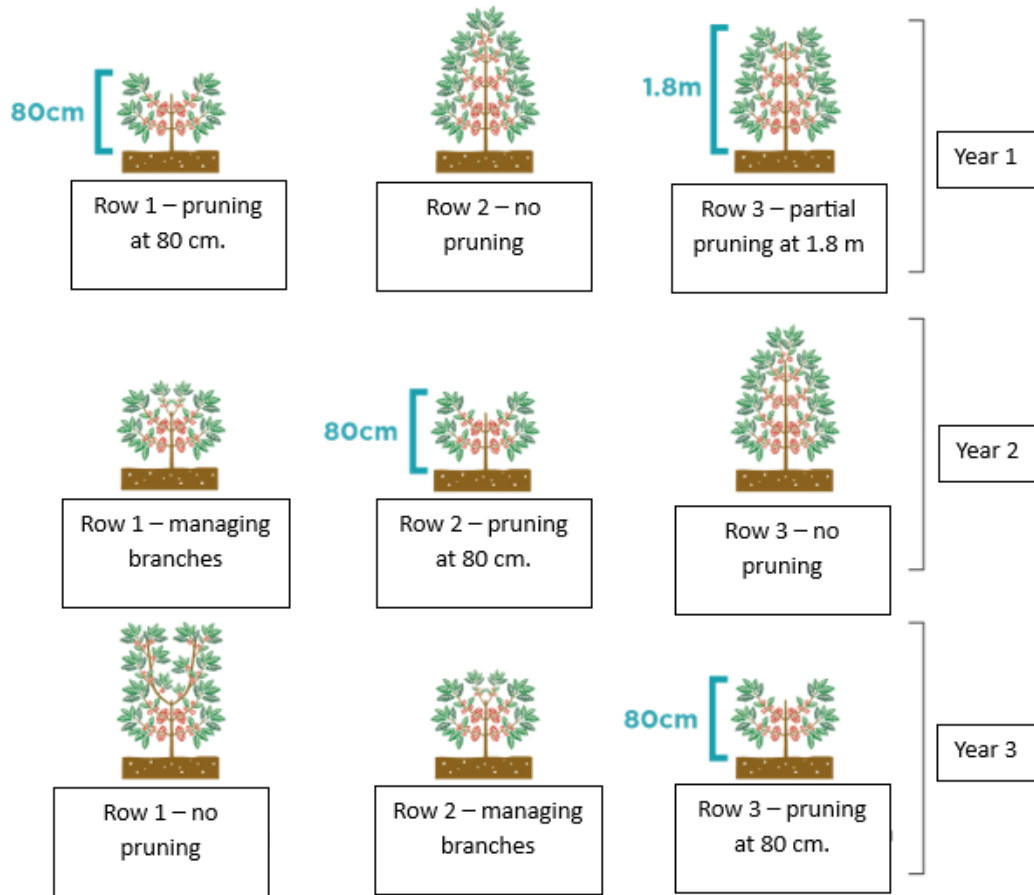 80cm
1.8m
Row 1 – pruning
at 80 cm.
Row 2 – no
pruning
Row 3 – partial
pruning at 1.8 m
Year 1
80cm
Row 1 – managing
branches
Row 2 – pruning
at 80 cm.
Row 3 – no
pruning
Year 2
80cm
Row 1 – no
pruning
Row 2 – managing
branches
Row 3 – pruning
at 80 cm.
Year 3